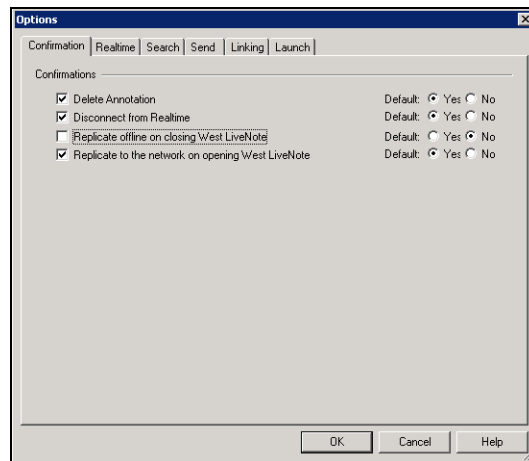 Options
Confirmation Realtime Search Send Linking Launch
Confirmations
Delete Annotation Default: Yes No
Disconnect from Realtime Default: Yes No
Replicate offline on closing West LiveNote Default: Yes No
Replicate to the network on opening West LiveNote Default: Yes No
OK Cancel Help